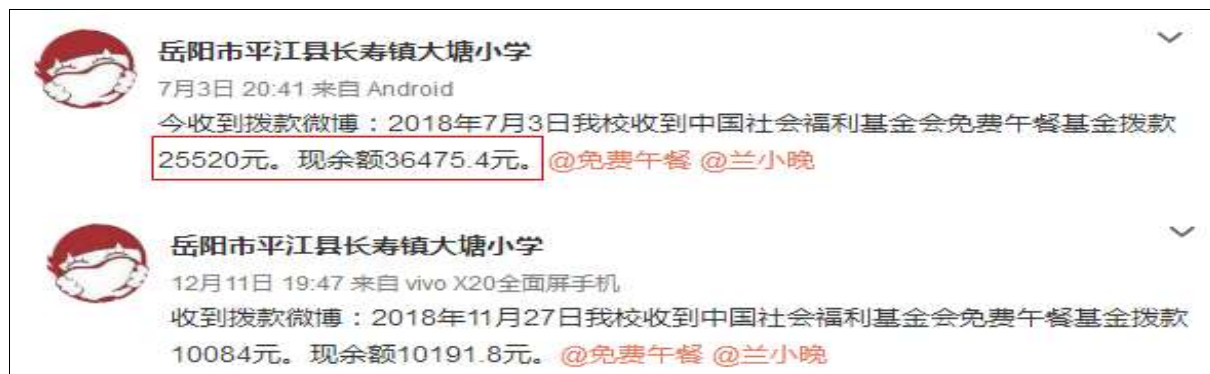 岳阳市平江县长寿镇大塘小学
7月3日 20:41 来自 Android
今收到拨款微博：2018年7月3日我校收到中国社会福利基金会免费午餐基金拨款
25520元。现余额36475.4元。@免费午餐 @兰小晚
岳阳市平江县长寿镇大塘小学
12月11日 19:47 来自 vivo X20全面屏手机
收到拨款微博：2018年11月27日我校收到中国社会福利基金会免费午餐基金拨款
10084元。现余额10191.8元。@免费午餐 @兰小晚